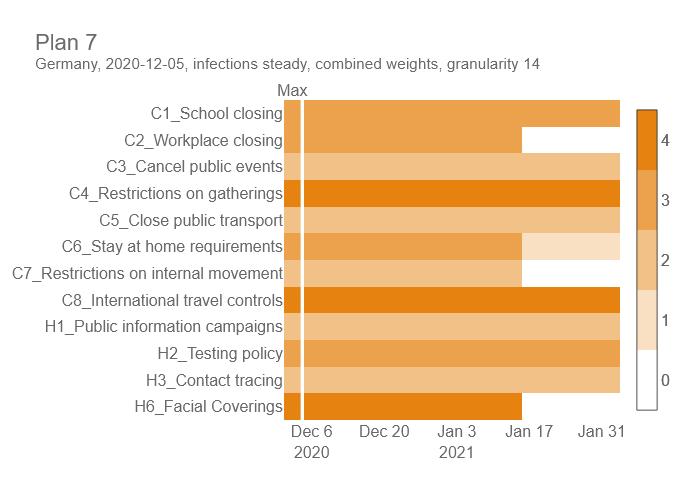 Plan 7
Germany, 2020-12-05, infections steady, combined weights, granularity 14
Max
C1_School closing
C2_Workplace closing
C3_Cancel public events
C4_Restrictions on gatherings
C5_Close public transport
C6_Stay at home requirements
C7_Restrictions on internal movement
C8_International travel controls
H1_Public information campaigns
H2_Testing policy
H3_Contact tracing
H6_Facial Coverings
Dec 6 Dec 20 Jan 3 Jan 17 Jan 31
2020 2021
4
3
2
1
0